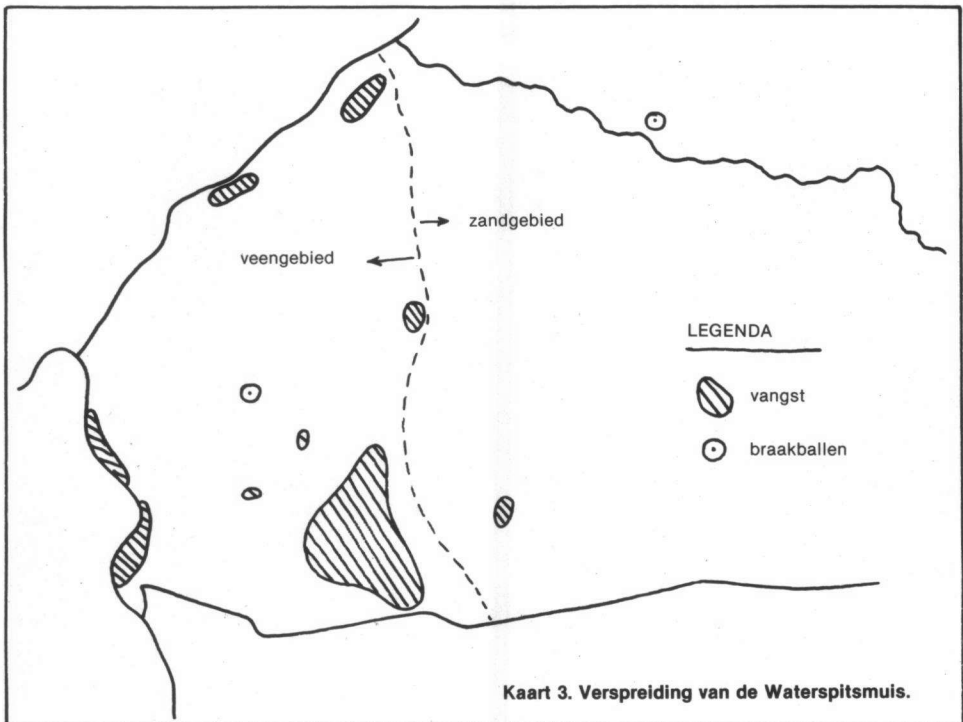 zandgebied
veengebied
LEGENDA
vangst
braakballen
Kaart 3. Verspreiding van de Waterspitsmuis.